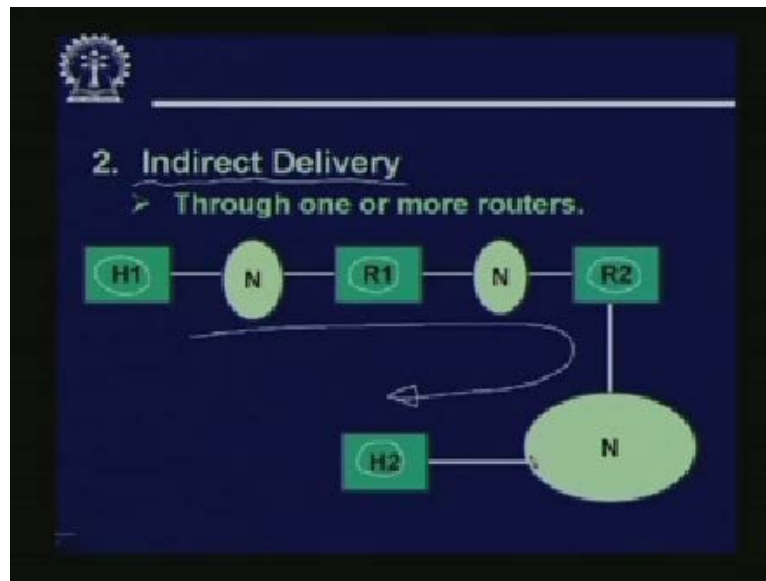 2. Indirect Delivery
➢ Through one or more routers.
H1 N R1 N R2
H2 N